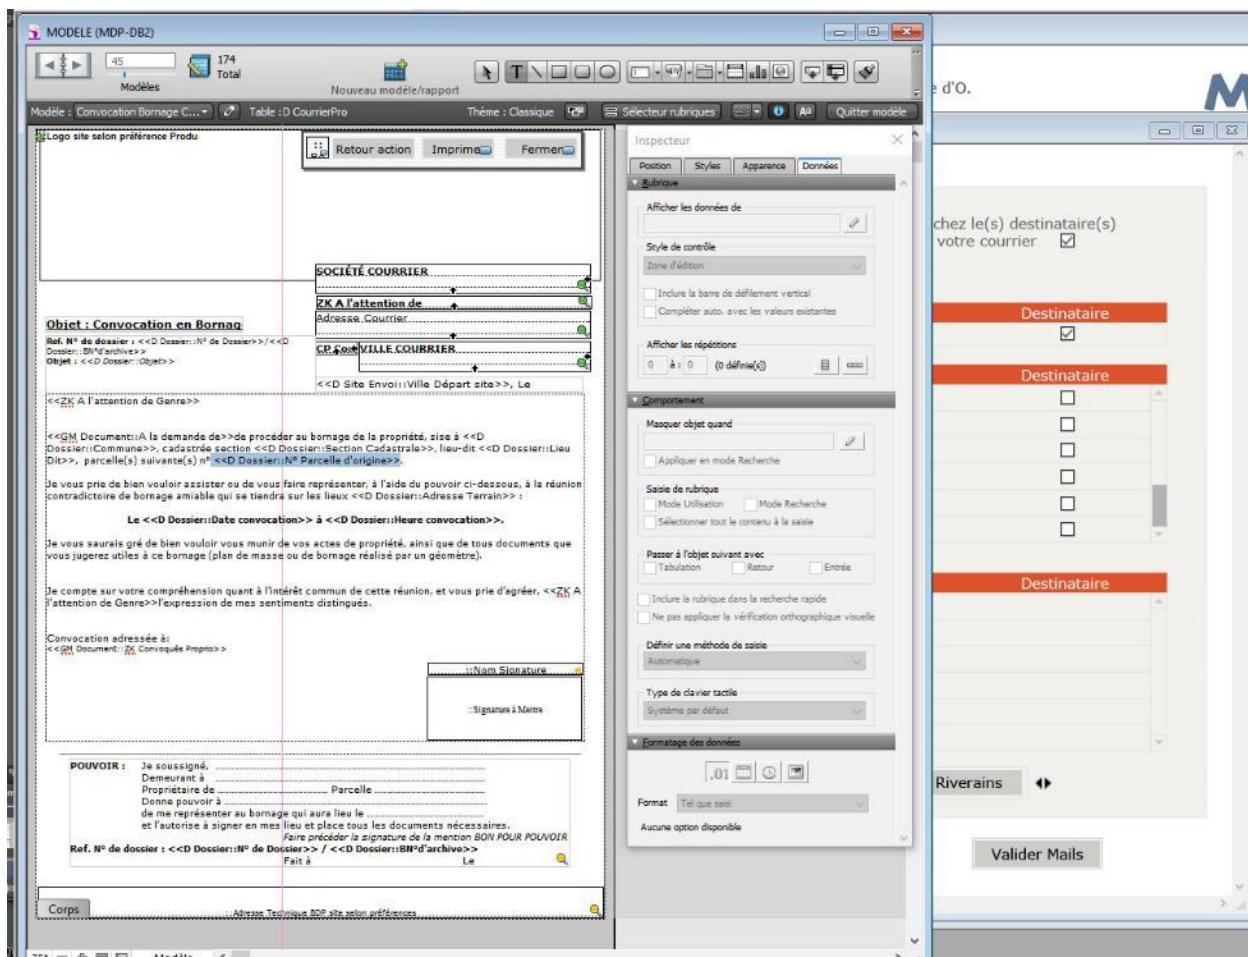 MODELE (MDP-DB2)
45
Modèles
174
Total
Nouveau modèle/rapport
Modèle : Convocation Bornage C...
Table :D CourrierPro
Thème : Classique
Sélecteur rubriques
Quitter modèle
Logo site selon préférence Produ
Retour action
Imprime
Fermer
SOCIÉTÉ COURRIER
ZK A l'attention de
Adresse Courrier
Objet : Convocation en Bornag
Ref. N° de dossier : <<D Dossier::N° de Dossier>>/<<D
Dossier::BN°d'archive>>
Objet : <<D Dossier::Objet>>
VILLE COURRIER
<<D Site Envoi::Ville Départ site>>, Le
<<ZK A l'attention de Genre>>
<<GM Document::A la demande de>>de procéder au bornage de la propriété, sise à <<D
Dossier::Commune>>, cadastrée section <<D Dossier::Section Cadastrale>>, lieu-dit <<D Dossier::Lieu
Dit>>, parcelle(s) suivante(s) n° <<D Dossier::N° Parcelle d'origine>>.
Je vous prie de bien vouloir assister ou de vous faire représenter, à l'aide du pouvoir ci-dessous, à la réunion
contradictoire de bornage amiable qui se tiendra sur les lieux <<D Dossier::Adresse Terrain>> :
Le <<D Dossier::Date convocation>> à <<D Dossier::Heure convocation>>.
Je vous saurais gré de bien vouloir vous munir de vos actes de propriété, ainsi que de tous documents que
vous jugerez utiles à ce bornage (plan de masse ou de bornage réalisé par un géomètre).
Je compte sur votre compréhension quant à l'intérêt commun de cette réunion, et vous prie d'agréer, <<ZK A
l'attention de Genre>>l'expression de mes sentiments distingués.
Convocation adressée à:
<<GM Document::ZK Convoqués Proprio>>
::Nom Signature
::Signature à Mettre
POUVOIR : Je soussigné,
Demeurant à
Propriétaire de Parcelle
Donne pouvoir à
de me représenter au bornage qui aura lieu le
et l'autorise à signer en mes lieu et place tous les documents nécessaires.
Faire précéder la signature de la mention BON POUR POUVOIR
Ref. N° de dossier : <<D Dossier::N° de Dossier>> / <<D Dossier::BN°d'archive>>
Fait à Le
Corps
::Adresse Technique BDP site selon préférences
Modèle
Inspecteur
Position
Styles
Apparence
Données
Rubrique
Afficher les données de
Style de contrôle
Zone d'édition
Inclure la barre de défilement vertical
Compléter auto. avec les valeurs existantes
Afficher les répétitions
0 à : 0 (0 définie(s))
Comportement
Masquer objet quand
Appliquer en mode Recherche
Saisie de rubrique
Mode Utilisation
Mode Recherche
Sélectionner tout le contenu à la saisie
Passer à l'objet suivant avec
Tabulation
Retour
Entrée
Inclure la rubrique dans la recherche rapide
Ne pas appliquer la vérification orthographique visuelle
Définir une méthode de saisie
Automatique
Type de clavier tactile
Système par défaut
Formatage des données
.01
Format Tel que saisi
Aucune option disponible
e d'O.
M
chez le(s) destinataire(s)
votre courrier
Destinataire
Destinataire
Destinataire
Riverains
Valider Mails